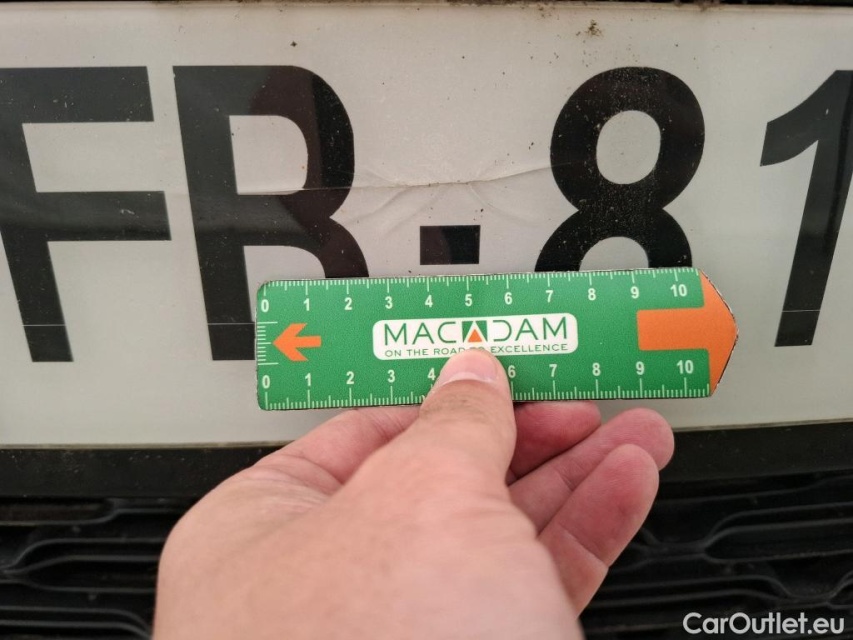 FR-81
0 1 2 3 4 5 6 7 8 9 10
MACADAM
ON THE ROAD TO EXCELLENCE
0 1 2 3 4 6 7 8 9 10
CarOutlet.eu